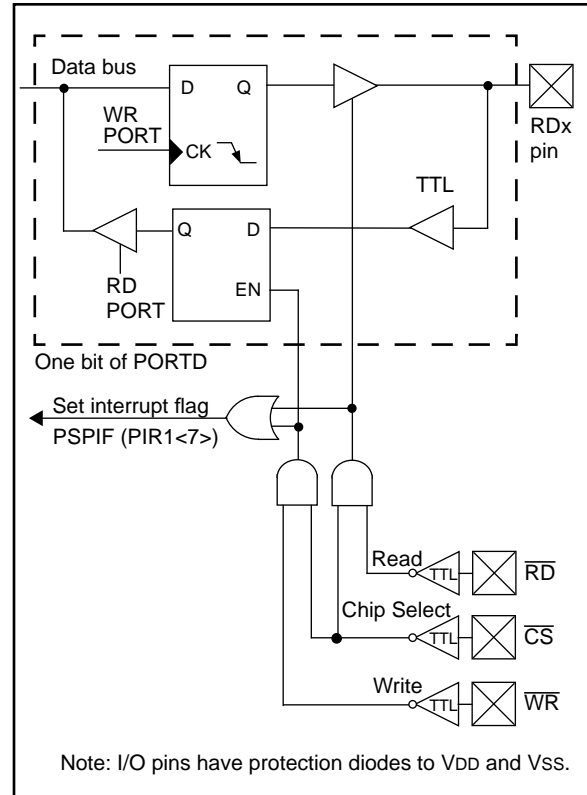 Data bus
D Q
WR
PORT
CK
RDx
pin
TTL
Q D
EN
RD
PORT
One bit of PORTD
Set interrupt flag
PSPIF (PIR1<7>)
Read
TTL
RD
Chip Select
TTL
CS
Write
TTL
WR
Note: I/O pins have protection diodes to VDD and VSS.